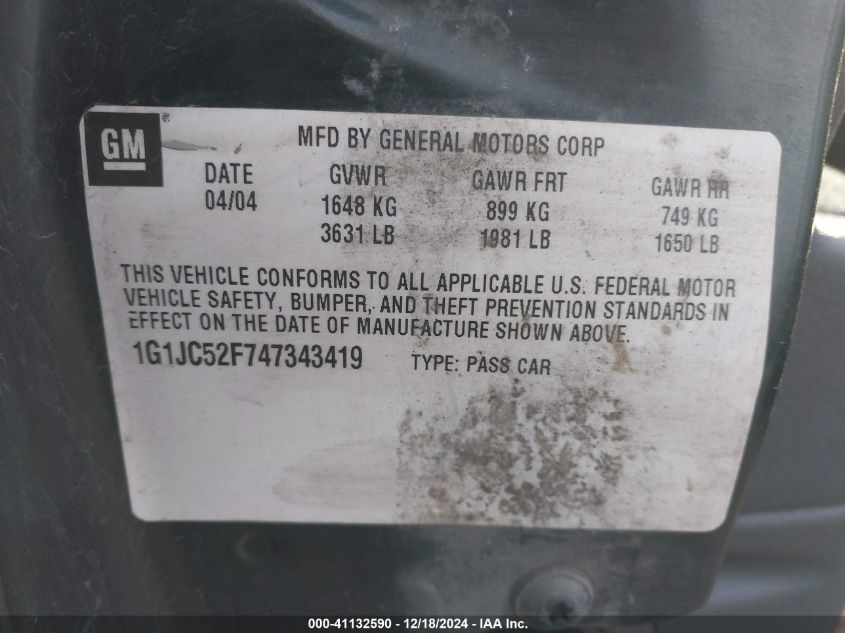 GM®
MFD BY GENERAL MOTORS CORP
DATE GVWR GAWR FRT GAWR RR
04/04 1648 KG 899 KG 749 KG
3631 LB 1981 LB 1650 LB
THIS VEHICLE CONFORMS TO ALL APPLICABLE U.S. FEDERAL MOTOR
VEHICLE SAFETY, BUMPER, AND THEFT PREVENTION STANDARDS IN
EFFECT ON THE DATE OF MANUFACTURE SHOWN ABOVE.
1G1JC52F747343419 TYPE: PASS CAR
000-41132590 - 12/18/2024 - IAA Inc.